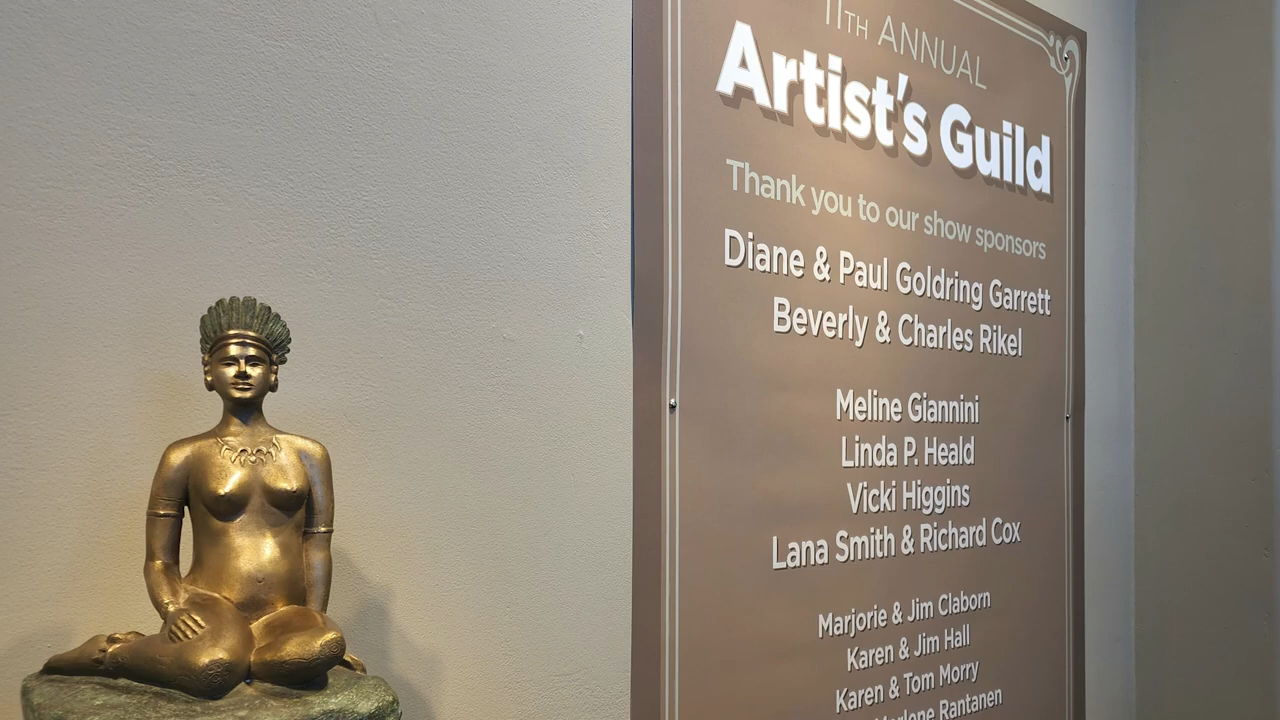 11TH ANNUAL
Artist's Guild
Thank you to our show sponsors
Diane & Paul Goldring Garrett
Beverly & Charles Rikel
Meline Giannini
Linda P. Heald
Vicki Higgins
Lana Smith & Richard Cox
Marjorie & Jim Claborn
Karen & Jim Hall
Karen & Tom Morry
Marlene Rantanen